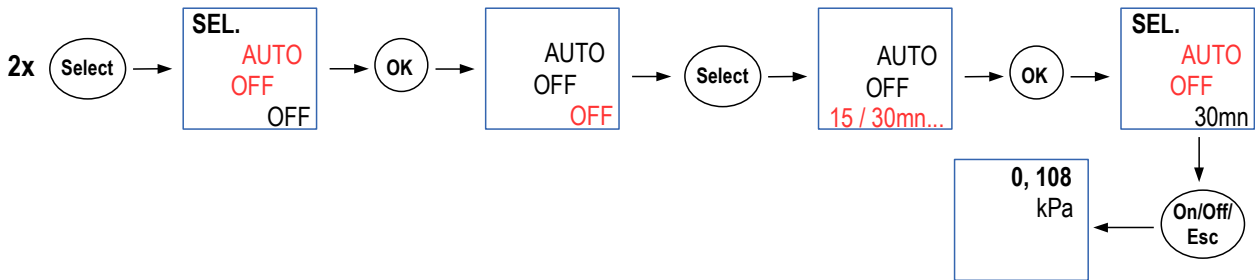 2x
Select
SEL.
AUTO
OFF
OFF
OK
AUTO
OFF
OFF
Select
AUTO
OFF
15 / 30mn...
OK
SEL.
AUTO
OFF
30mn
On/Off/
Esc
0, 108
kPa